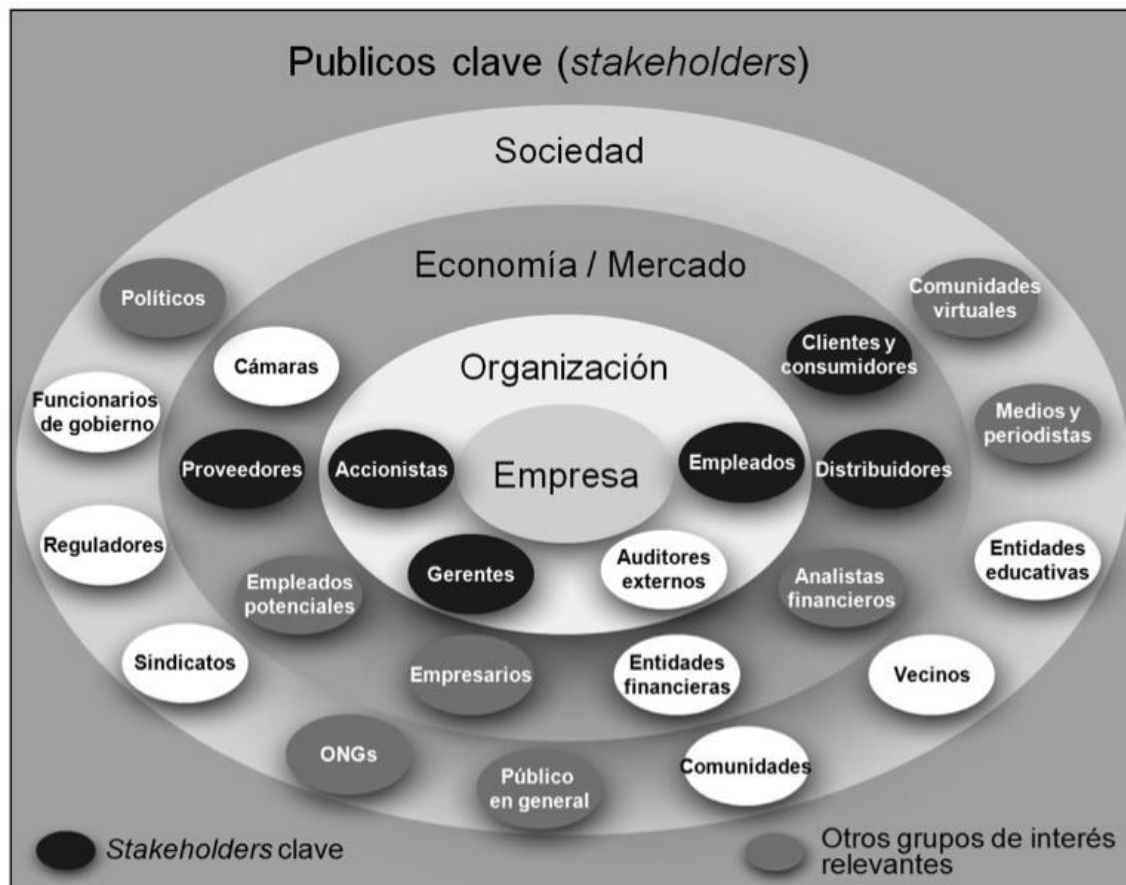 Publicos clave (stakeholders)
Sociedad
Economía / Mercado
Organización
Empresa
Políticos
Comunidades
virtuales
Cámaras
Clientes y
consumidores
Funcionarios
de gobierno
Medios y
periodistas
Proveedores
Accionistas
Empleados
Distribuidores
Reguladores
Gerentes
Auditores
externos
Entidades
educativas
Empleados
potenciales
Analistas
financieros
Sindicatos
Empresarios
Entidades
financieras
Vecinos
ONGs
Público
en general
Comunidades
Stakeholders clave
Otros grupos de interés
relevantes